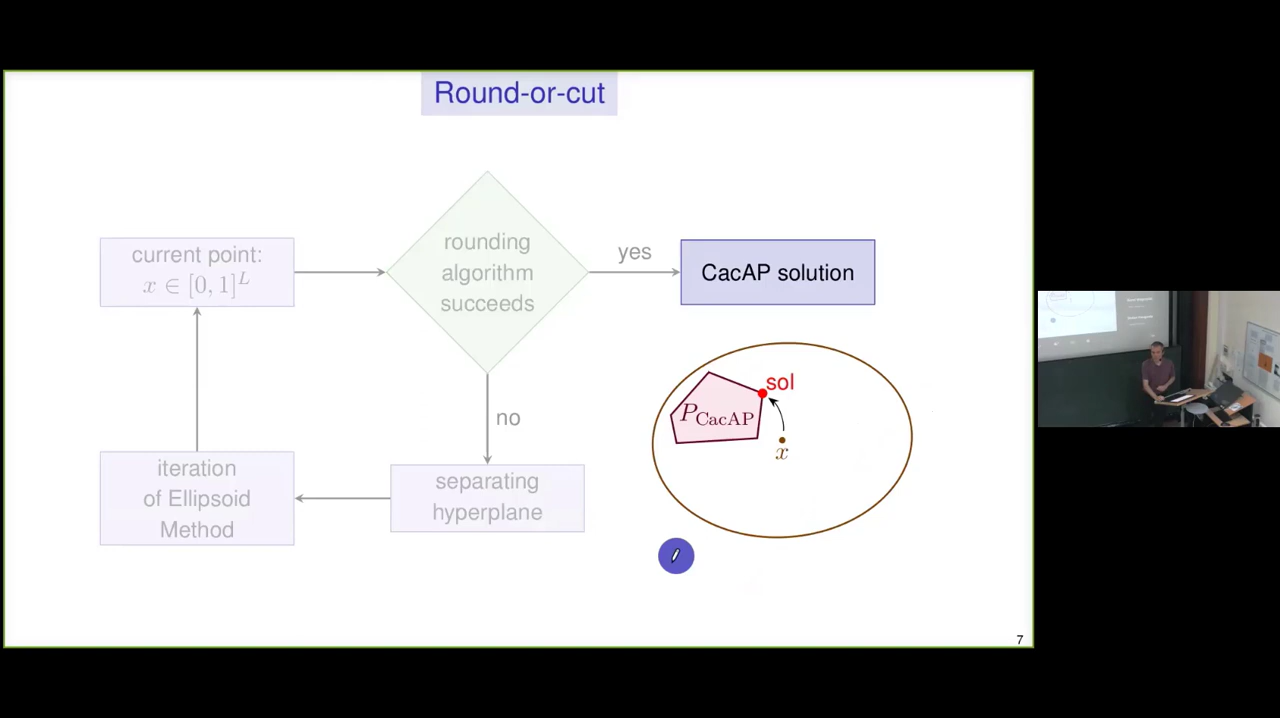 Round-or-cut
current point:
x ∈ [0, 1]^L
rounding
algorithm
succeeds
yes
CacAP solution
no
sol
P_CacAP
x
iteration
of Ellipsoid
Method
separating
hyperplane
7